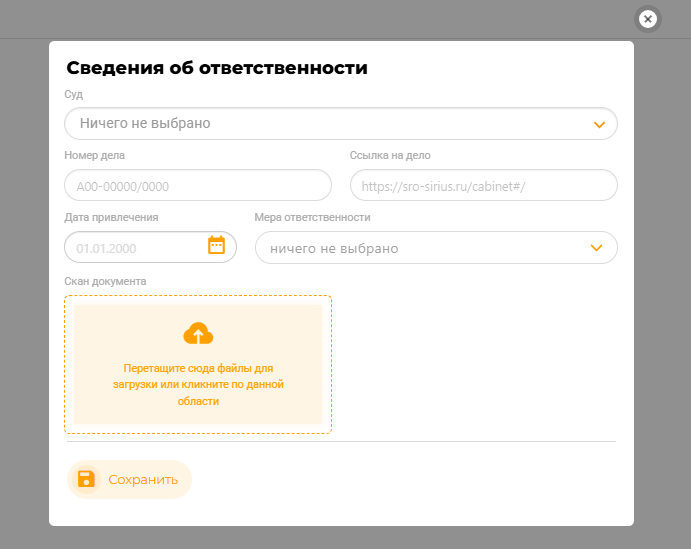 Сведения об ответственности
Суд
Ничего не выбрано
Номер дела
Ссылка на дело
А00-00000/0000
https://sro-sirius.ru/cabinet#/
Дата привлечения
Мера ответственности
01.01.2000
ничего не выбрано
Скан документа
Перетащите сюда файлы для
загрузки или кликните по данной
области
Сохранить